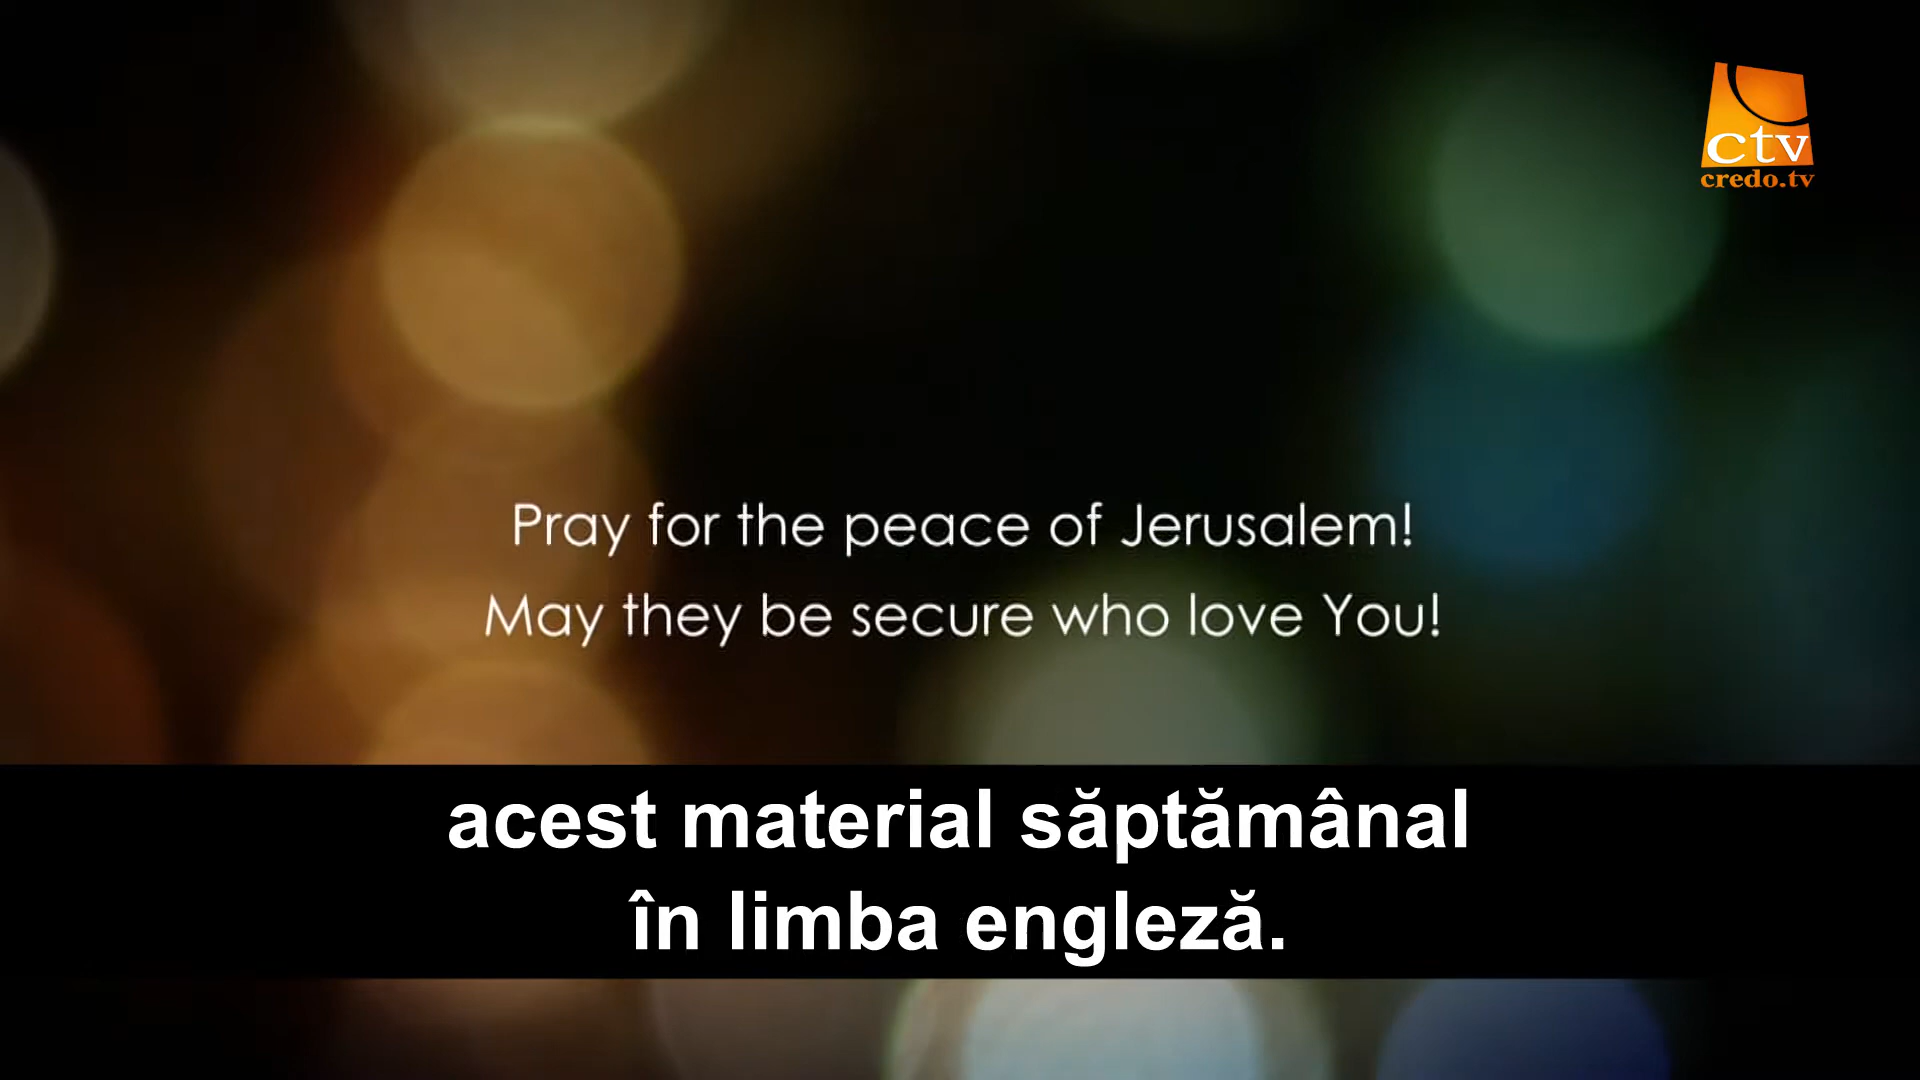 ctv
credo.tv
Pray for the peace of Jerusalem!
May they be secure who love You!
acest material săptămânal
în limba engleză.